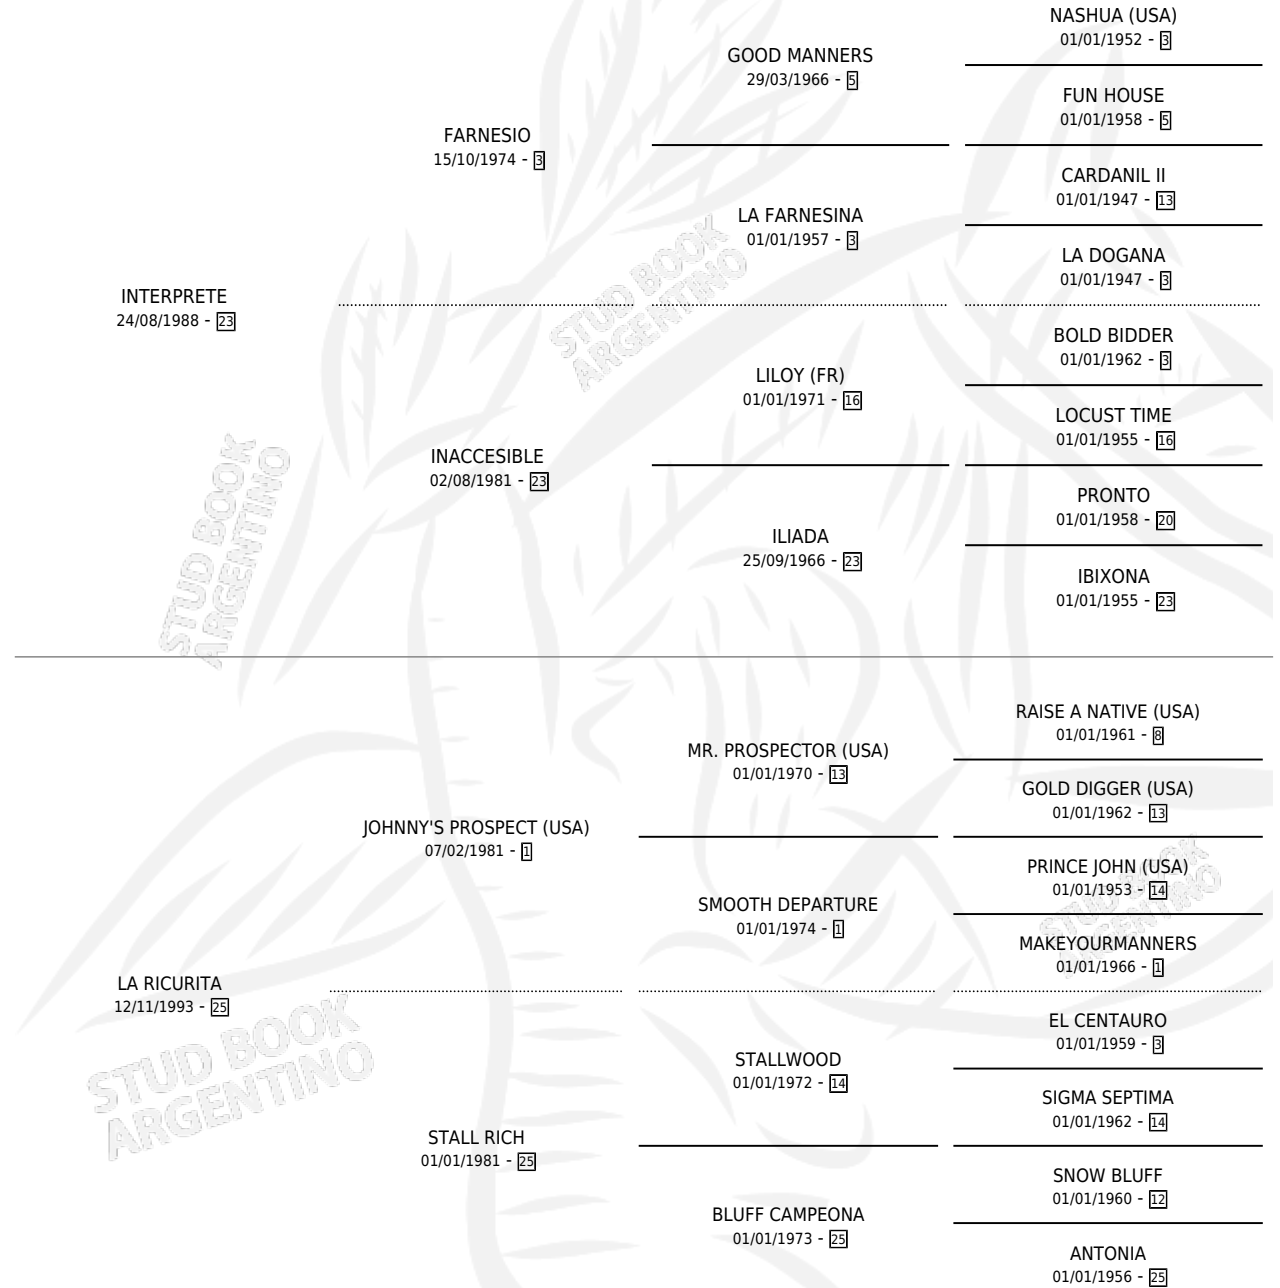 NASHUA (USA)
01/01/1952 - 3
GOOD MANNERS
29/03/1966 - 5
FUN HOUSE
01/01/1958 - 5
FARNESIO
15/10/1974 - 3
CARDANIL II
01/01/1947 - 13
LA FARNESINA
01/01/1957 - 3
LA DOGANA
01/01/1947 - 3
INTERPRETE
24/08/1988 - 23
BOLD BIDDER
01/01/1962 - 3
LILOY (FR)
01/01/1971 - 16
LOCUST TIME
01/01/1955 - 16
INACCESIBLE
02/08/1981 - 23
PRONTO
01/01/1958 - 20
ILIADA
25/09/1966 - 23
IBIXONA
01/01/1955 - 23
RAISE A NATIVE (USA)
01/01/1961 - 8
MR. PROSPECTOR (USA)
01/01/1970 - 13
GOLD DIGGER (USA)
01/01/1962 - 13
JOHNNY'S PROSPECT (USA)
07/02/1981 - 1
PRINCE JOHN (USA)
01/01/1953 - 14
SMOOTH DEPARTURE
01/01/1974 - 1
MAKEYOURMANNERS
01/01/1966 - 1
LA RICURITA
12/11/1993 - 25
EL CENTAURO
01/01/1959 - 3
STALLWOOD
01/01/1972 - 14
SIGMA SEPTIMA
01/01/1962 - 14
STALL RICH
01/01/1981 - 25
SNOW BLUFF
01/01/1960 - 12
BLUFF CAMPEONA
01/01/1973 - 25
ANTONIA
01/01/1956 - 25
STUD BOOK
ARGENTINO
STUD BOOK
ARGENTINO
STUD BOOK
ARGENTINO
STUD BOOK
ARGENTINO